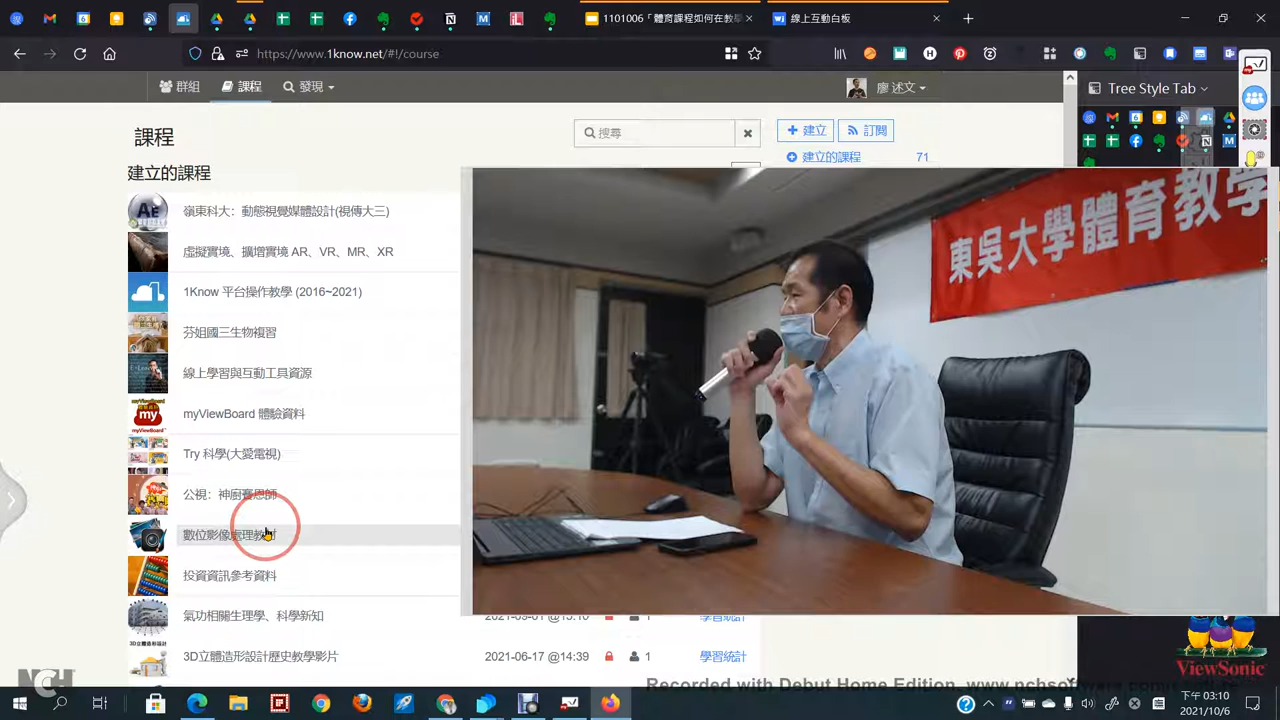 1101006「體育課程如何在教學
線上互動白板
https://www.1know.net/#!/course
群組
課程
發現
廖 述文
Tree Style Tab
課程
搜尋
建立
訂閱
建立的課程
建立的課程 71
嶺東科大: 動態視覺媒體設計(視傳大三)
虛擬實境、擴增實境 AR、VR、MR、XR
1Know 平台操作教學 (2016~2021)
芬姐國三生物複習
線上學習與互動工具資源
myViewBoard 體驗資料
Try 科學(大愛電視)
公視: 神廚賽恩師
數位影像處理教材
投資資訊參考資料
氣功相關生理學、科學新知
3D立體造形設計歷史教學影片
2021-06-17 @14:39
1
學習統計
東吳大學體育教學
ViewSonic
NCH
Recorded with Debut Home Edition. www.nchsoftware.com
下午 03:10
2021/10/6